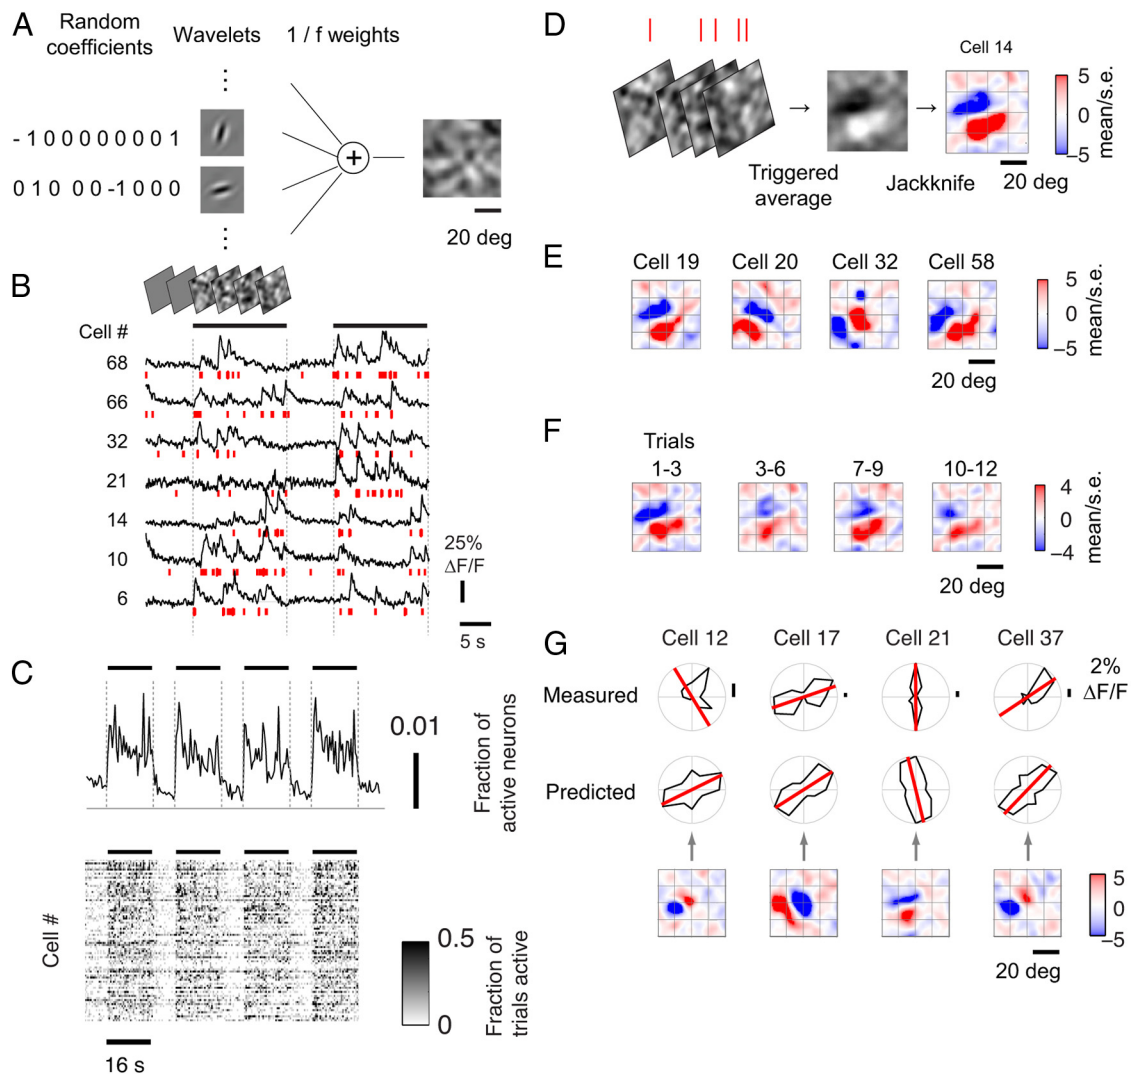 A
Random
coefficients
Wavelets
1 / f weights
- 1 0 0 0 0 0 0 0 0 1
0 1 0 0 0 -1 0 0 0
+
20 deg
B
Cell #
68
66
32
21
14
10
6
25%
ΔF/F
5 s
C
0.01
Fraction of
active neurons
Cell #
0.5
0
Fraction of
trials active
16 s
D
Cell 14
5
0
–5
mean/s.e.
Triggered
average
Jackknife
20 deg
E
Cell 19
Cell 20
Cell 32
Cell 58
5
0
–5
mean/s.e.
20 deg
F
Trials
1-3
3-6
7-9
10-12
4
0
–4
mean/s.e.
20 deg
G
Cell 12
Cell 17
Cell 21
Cell 37
Measured
2%
ΔF/F
Predicted
5
0
–5
mean/s.e.
20 deg